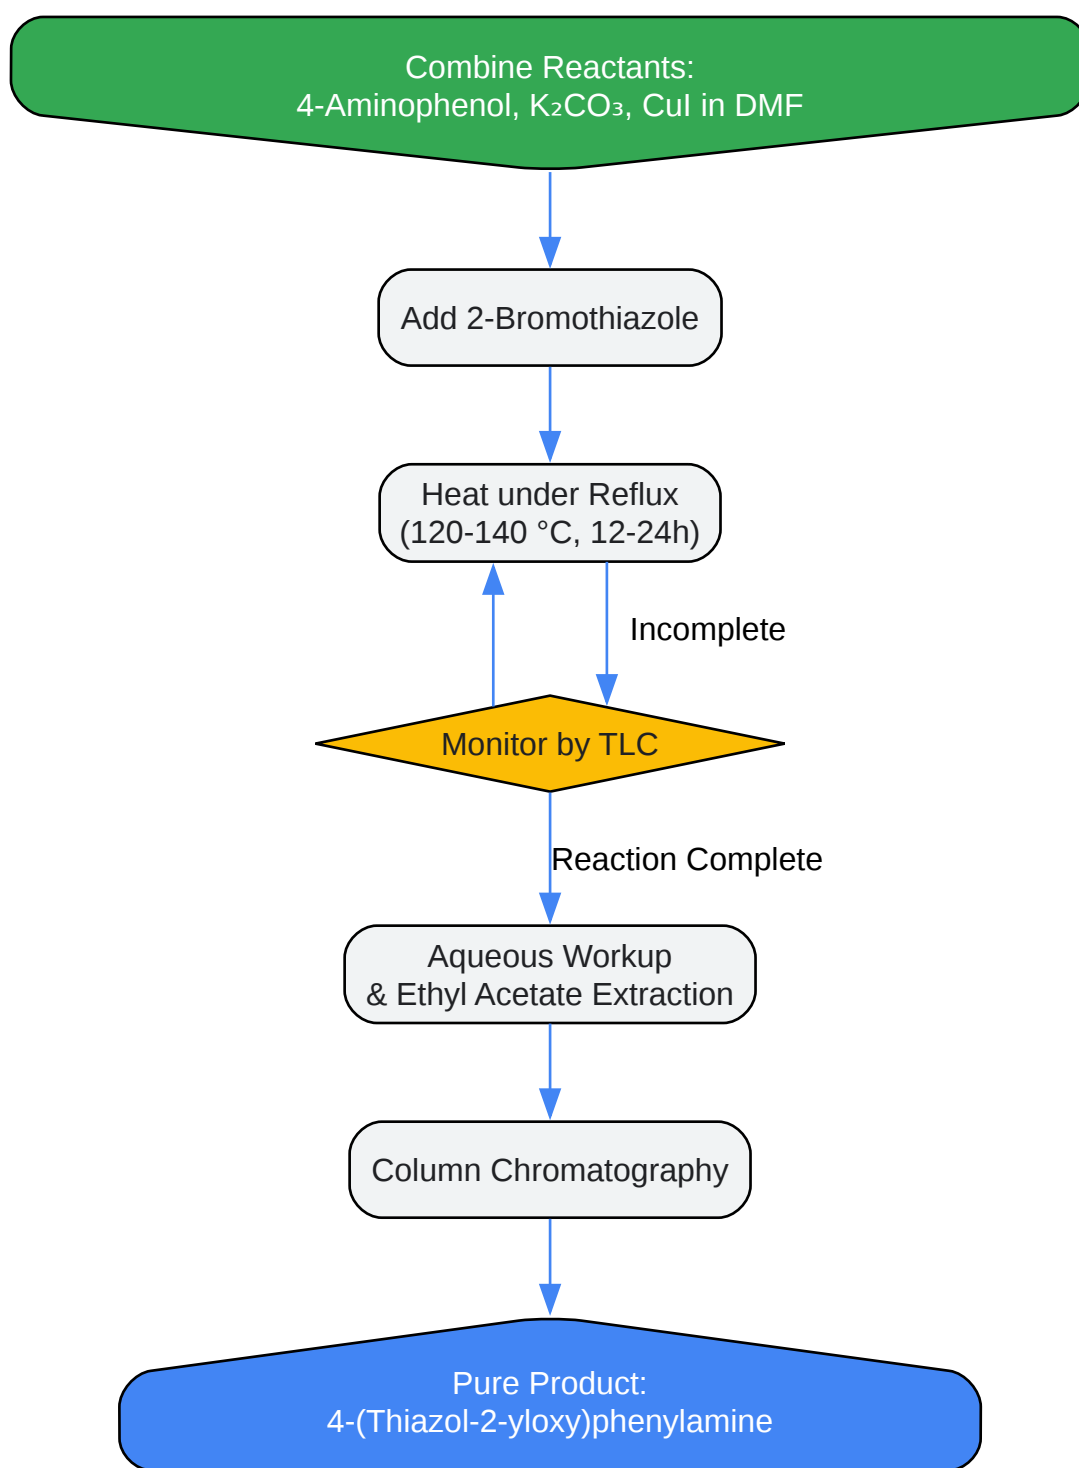 Combine Reactants:
4-Aminophenol, K₂CO₃, CuI in DMF
Add 2-Bromothiazole
Heat under Reflux
(120-140 °C, 12-24h)
Incomplete
Monitor by TLC
Reaction Complete
Aqueous Workup
& Ethyl Acetate Extraction
Column Chromatography
Pure Product:
4-(Thiazol-2-yloxy)phenylamine